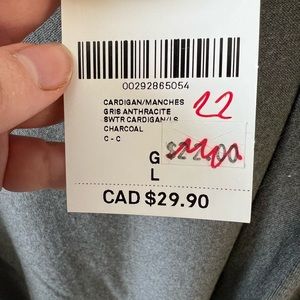 00292865054
CARDIGAN/MANCHES
GRIS ANTHRACITE
SWTR CARDIGAN/LS
CHARCOAL
C - C
22
G
L
CAD $29.90